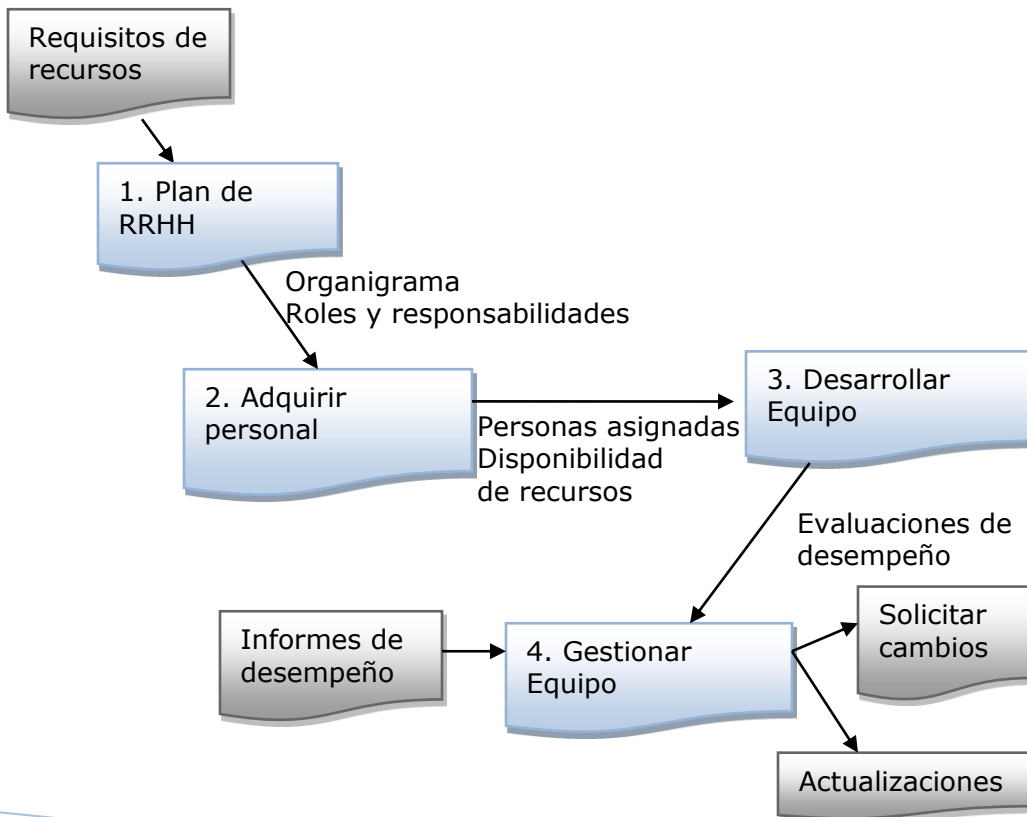 Requisitos de
recursos
1. Plan de
RRHH
Organigrama
Roles y responsabilidades
2. Adquirir
personal
Personas asignadas
Disponibilidad
de recursos
3. Desarrollar
Equipo
Evaluaciones de
desempeño
Informes de
desempeño
4. Gestionar
Equipo
Solicitar
cambios
Actualizaciones